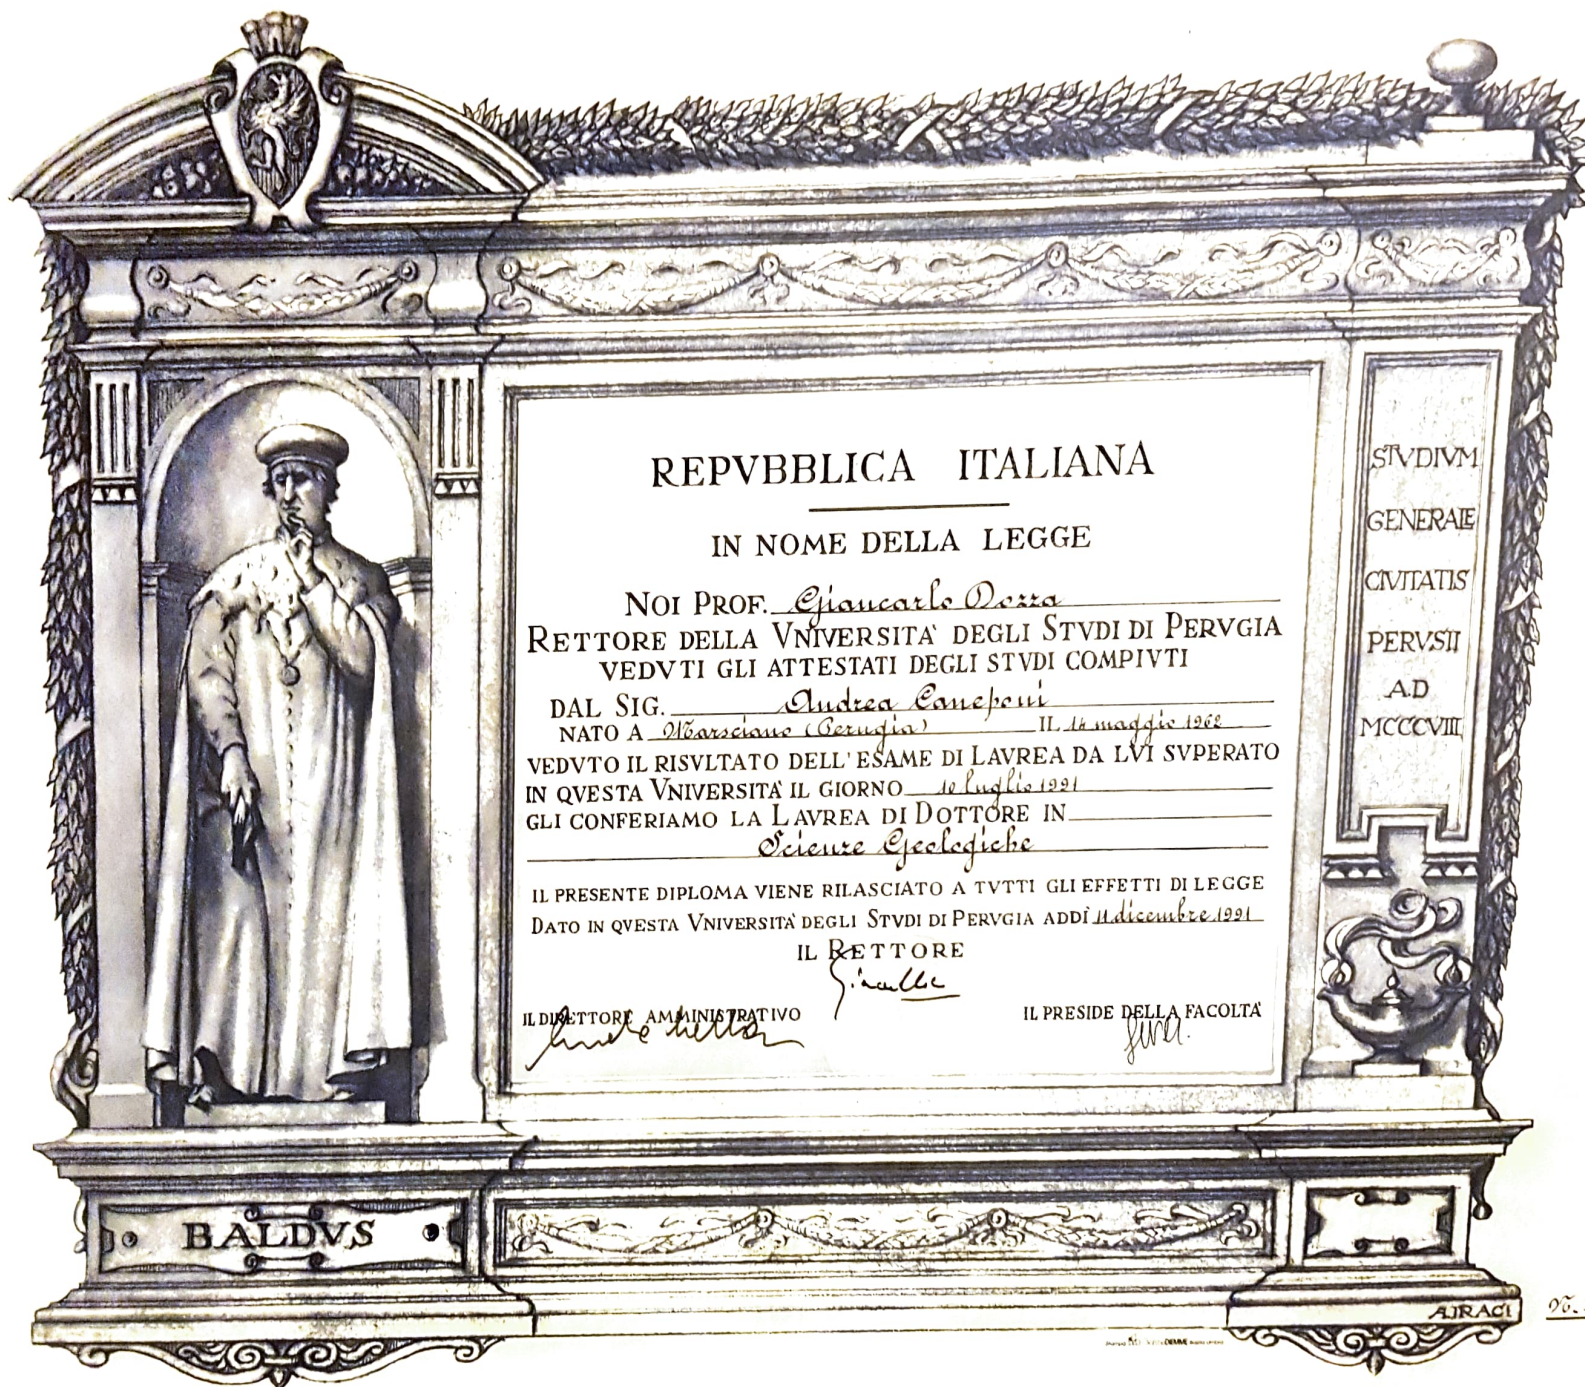 REPVBBLICA ITALIANA
IN NOME DELLA LEGGE
NOI PROF. Giancarlo Dozza
RETTORE DELLA VNIVERSITA' DEGLI STVDI DI PERVGIA
VEDVTI GLI ATTESTATI DEGLI STVDI COMPIVTI
DAL SIG. Andrea Caneponi
NATO A Marsciano (Perugia) IL 14 maggio 1962
VEDVTO IL RISVLTATO DELL'ESAME DI LAVREA DA LVI SVPERATO
IN QVESTA VNIVERSITA' IL GIORNO 10 luglio 1991
GLI CONFERIAMO LA LAVREA DI DOTTORE IN
Scienze Geologiche
IL PRESENTE DIPLOMA VIENE RILASCIATO A TVTTI GLI EFFETTI DI LEGGE
DATO IN QVESTA VNIVERSITA' DEGLI STVDI DI PERVGIA ADDÌ 11 dicembre 1991
IL RETTORE
IL DIRETTORE AMMINISTRATIVO
IL PRESIDE DELLA FACOLTA'
STVDIVM
GENERALE
CIVITATIS
PERVSII
A.D
MCCCVIII
BALDVS
A.IRACI
N.